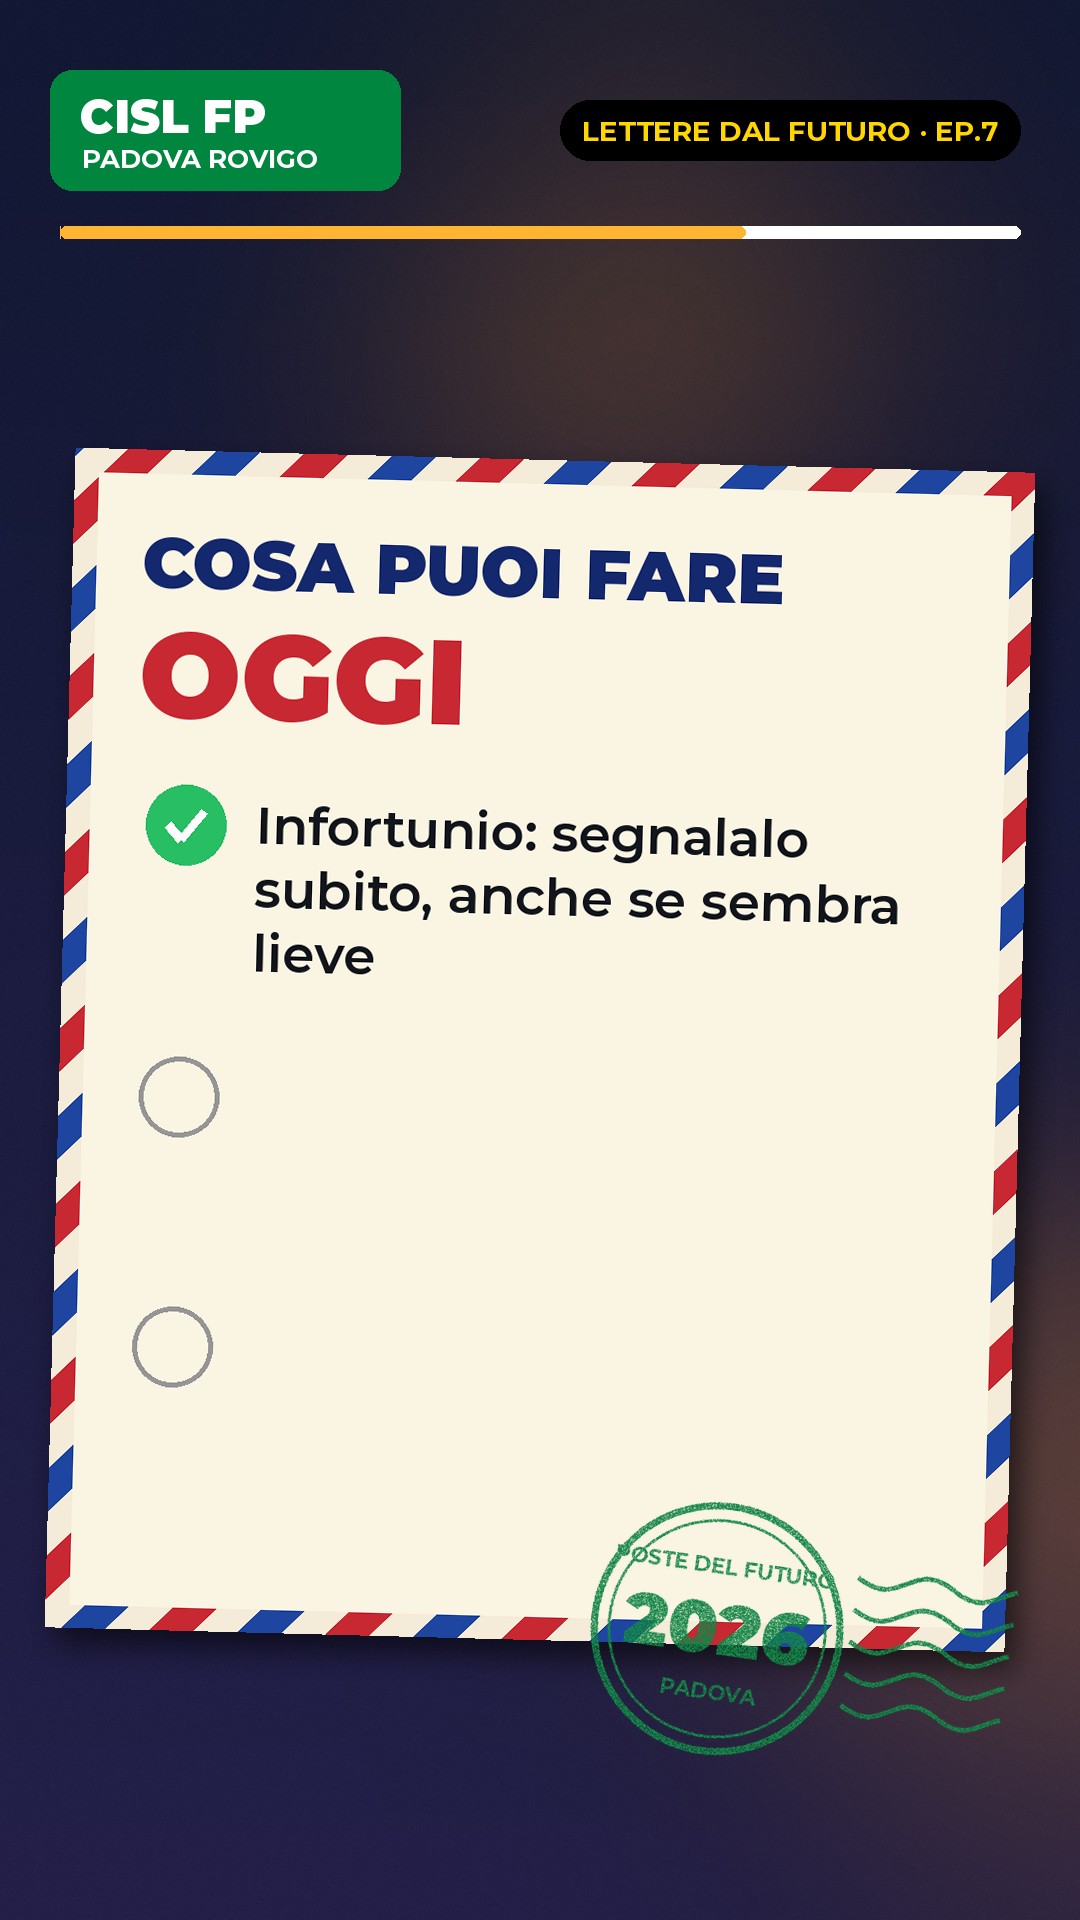 CISL FP
PADOVA ROVIGO
LETTERE DAL FUTURO · EP.7
COSA PUOI FARE
OGGI
Infortunio: segnalalo
subito, anche se sembra
lieve
POSTE DEL FUTURO
2026
PADOVA